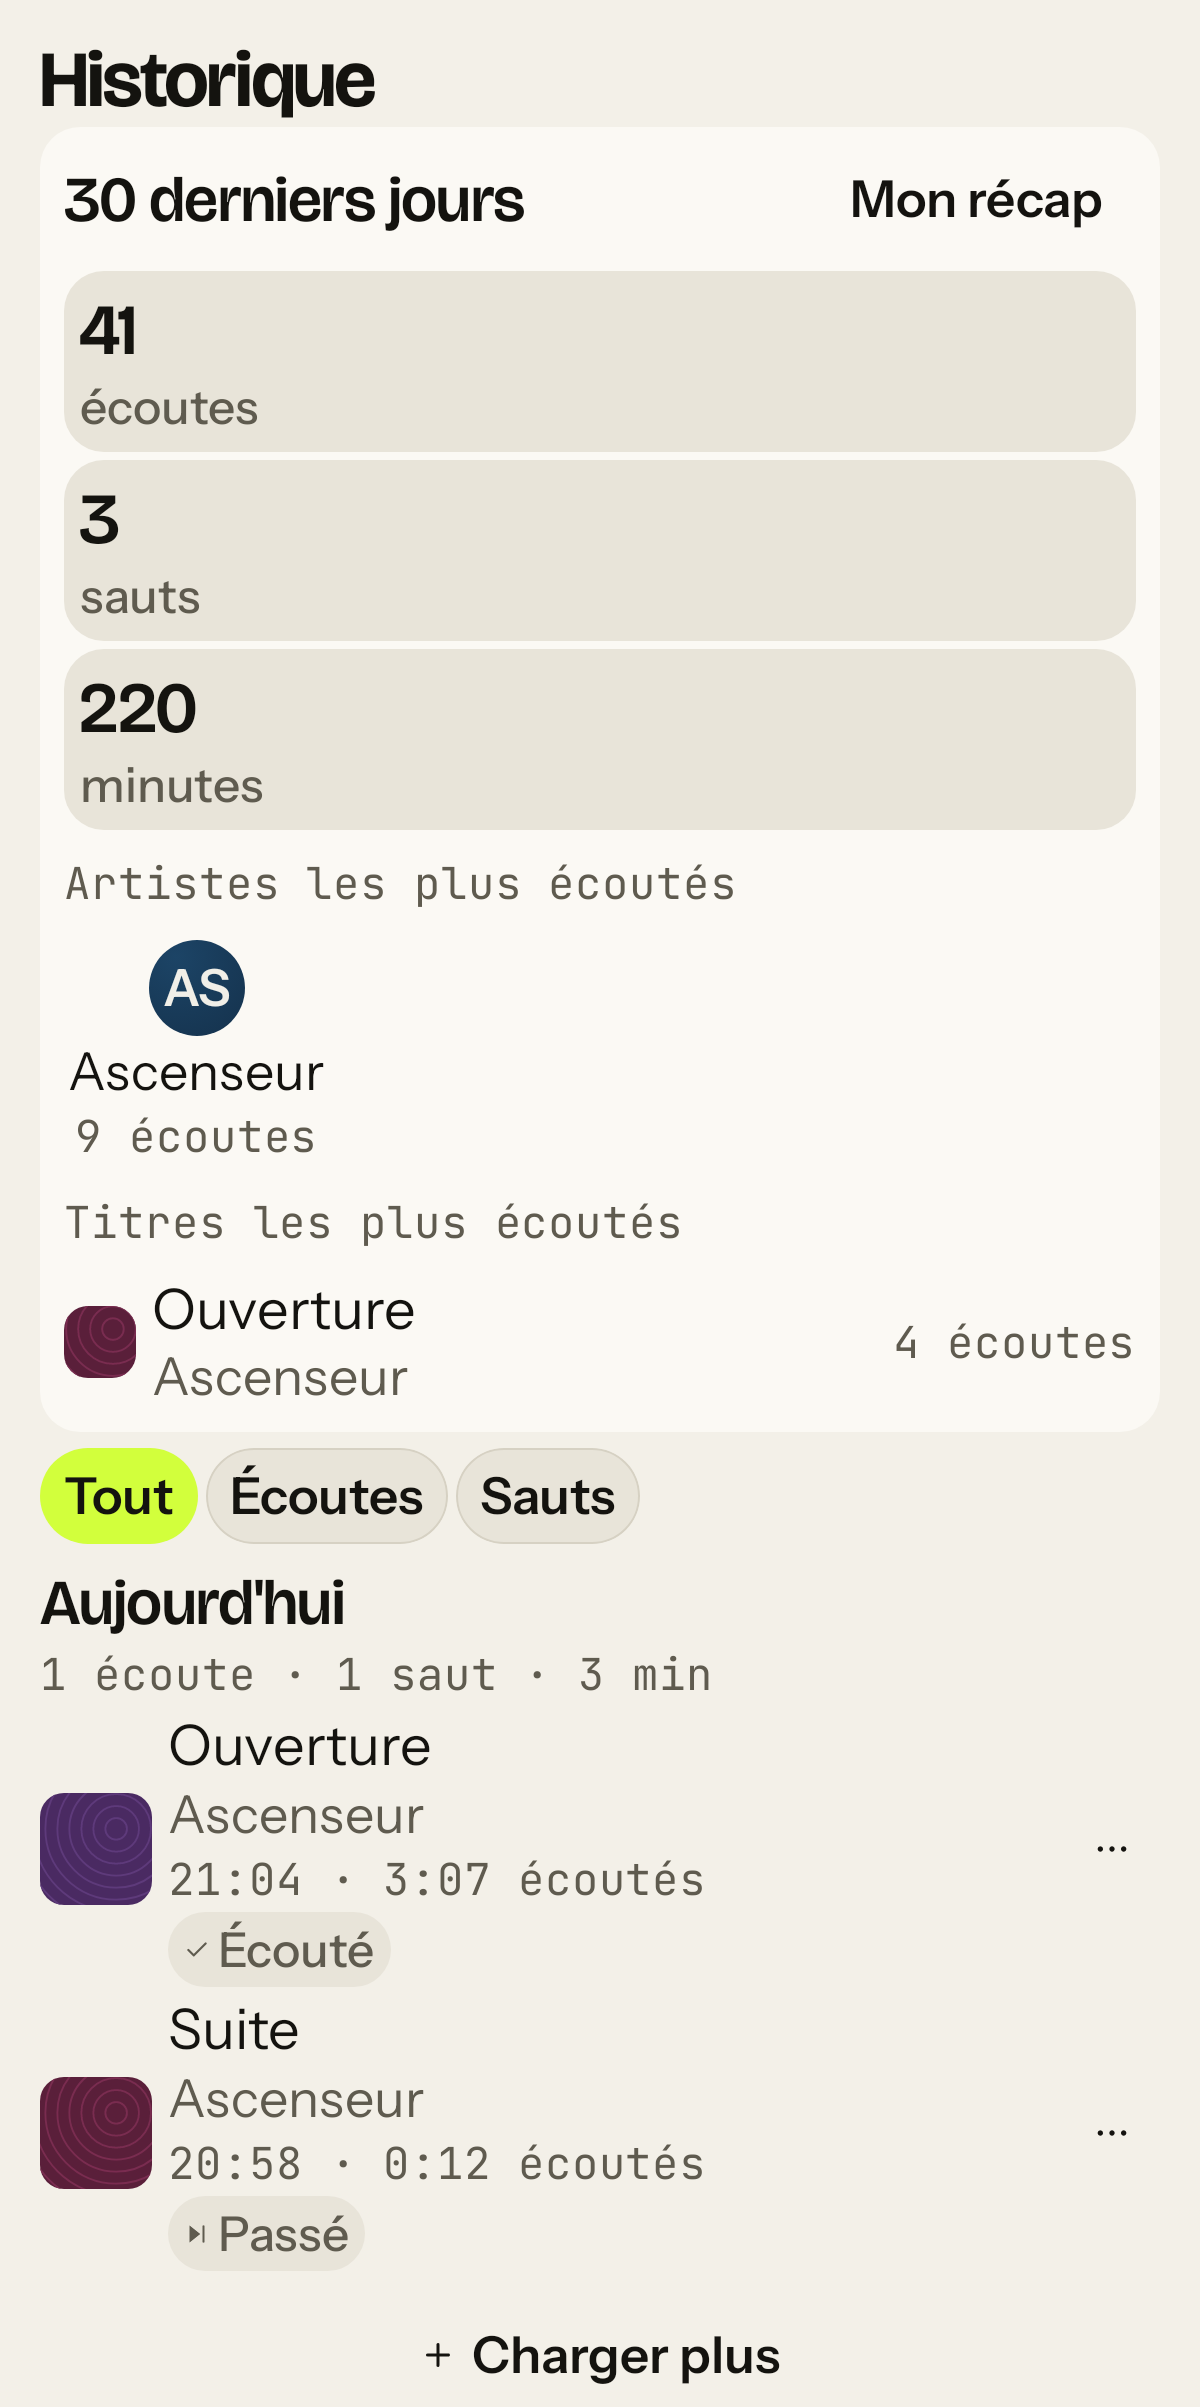 Historique
30 derniers jours
Mon récap
41
écoutes
3
sauts
220
minutes
Artistes les plus écoutés
AS
Ascenseur
9 écoutes
Titres les plus écoutés
Ouverture
Ascenseur
4 écoutes
Tout
Écoutes
Sauts
Aujourd'hui
1 écoute · 1 saut · 3 min
Ouverture
Ascenseur
21:04 · 3:07 écoutés
Écouté
Suite
Ascenseur
20:58 · 0:12 écoutés
Passé
+ Charger plus